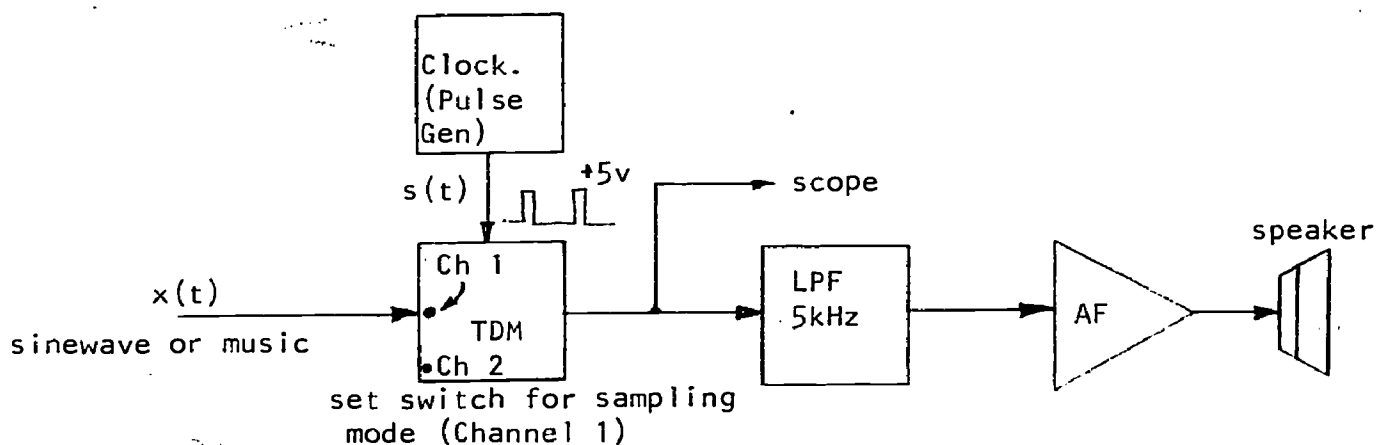 Clock.
(Pulse
Gen)
s(t)
+5v
scope
speaker
Ch 1
x(t)
TDM
LPF
5kHz
AF
sinewave or music
Ch 2
set switch for sampling
mode (Channel 1)